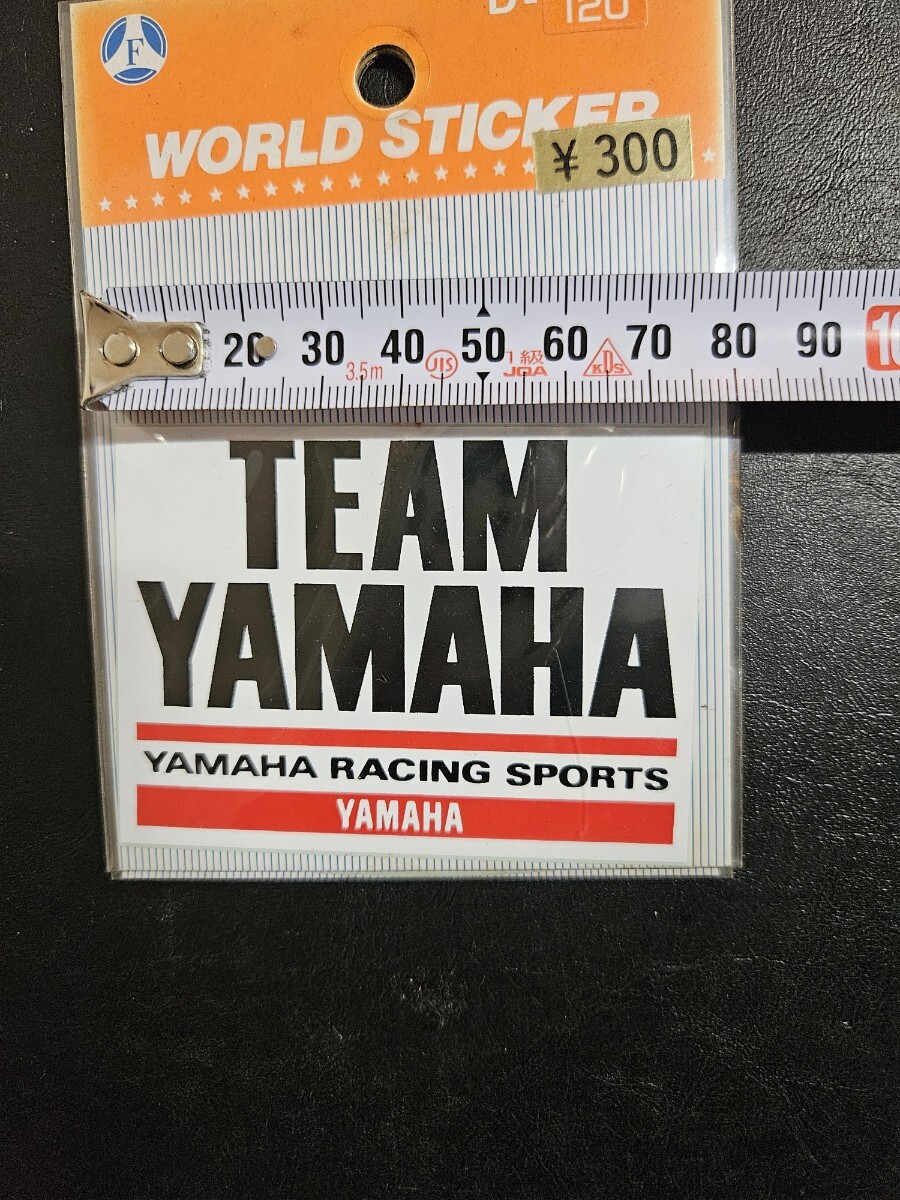 120
F
WORLD STICKER
¥300
20 30 40 50 60 70 80 90
3.5m JIS 1級 JQA KDS
TEAM
YAMAHA
YAMAHA RACING SPORTS
YAMAHA